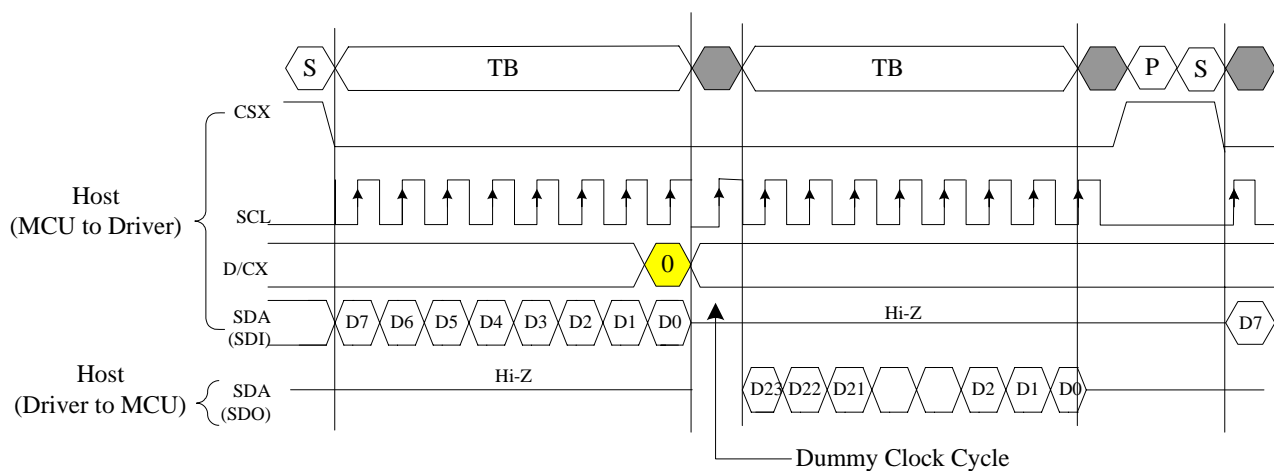 S TB TB P S
CSX
Host
(MCU to Driver)
SCL
D/CX
0
SDA
(SDI)
D7 D6 D5 D4 D3 D2 D1 D0
Hi-Z
D7
Host
(Driver to MCU)
SDA
(SDO)
Hi-Z
D23 D22 D21 D2 D1 D0
Dummy Clock Cycle